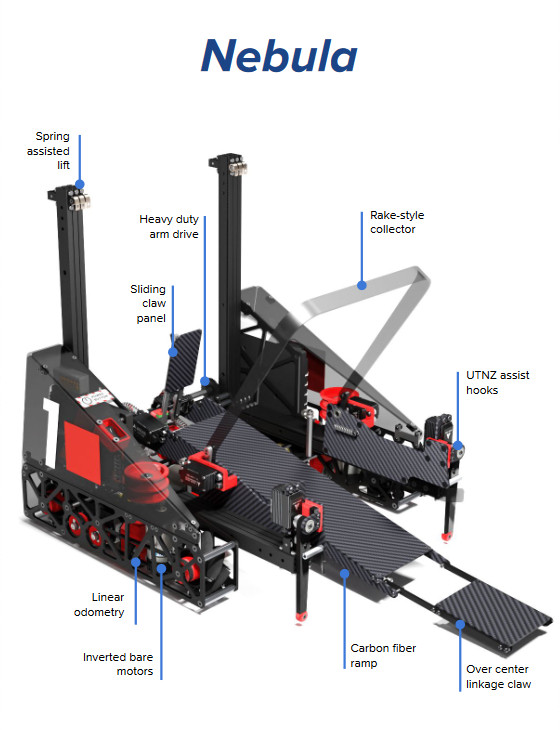 Nebula
Spring
assisted
lift
Heavy duty
arm drive
Rake-style
collector
Sliding
claw
panel
UTNZ assist
hooks
1
Linear
odometry
Inverted bare
motors
Carbon fiber
ramp
Over center
linkage claw